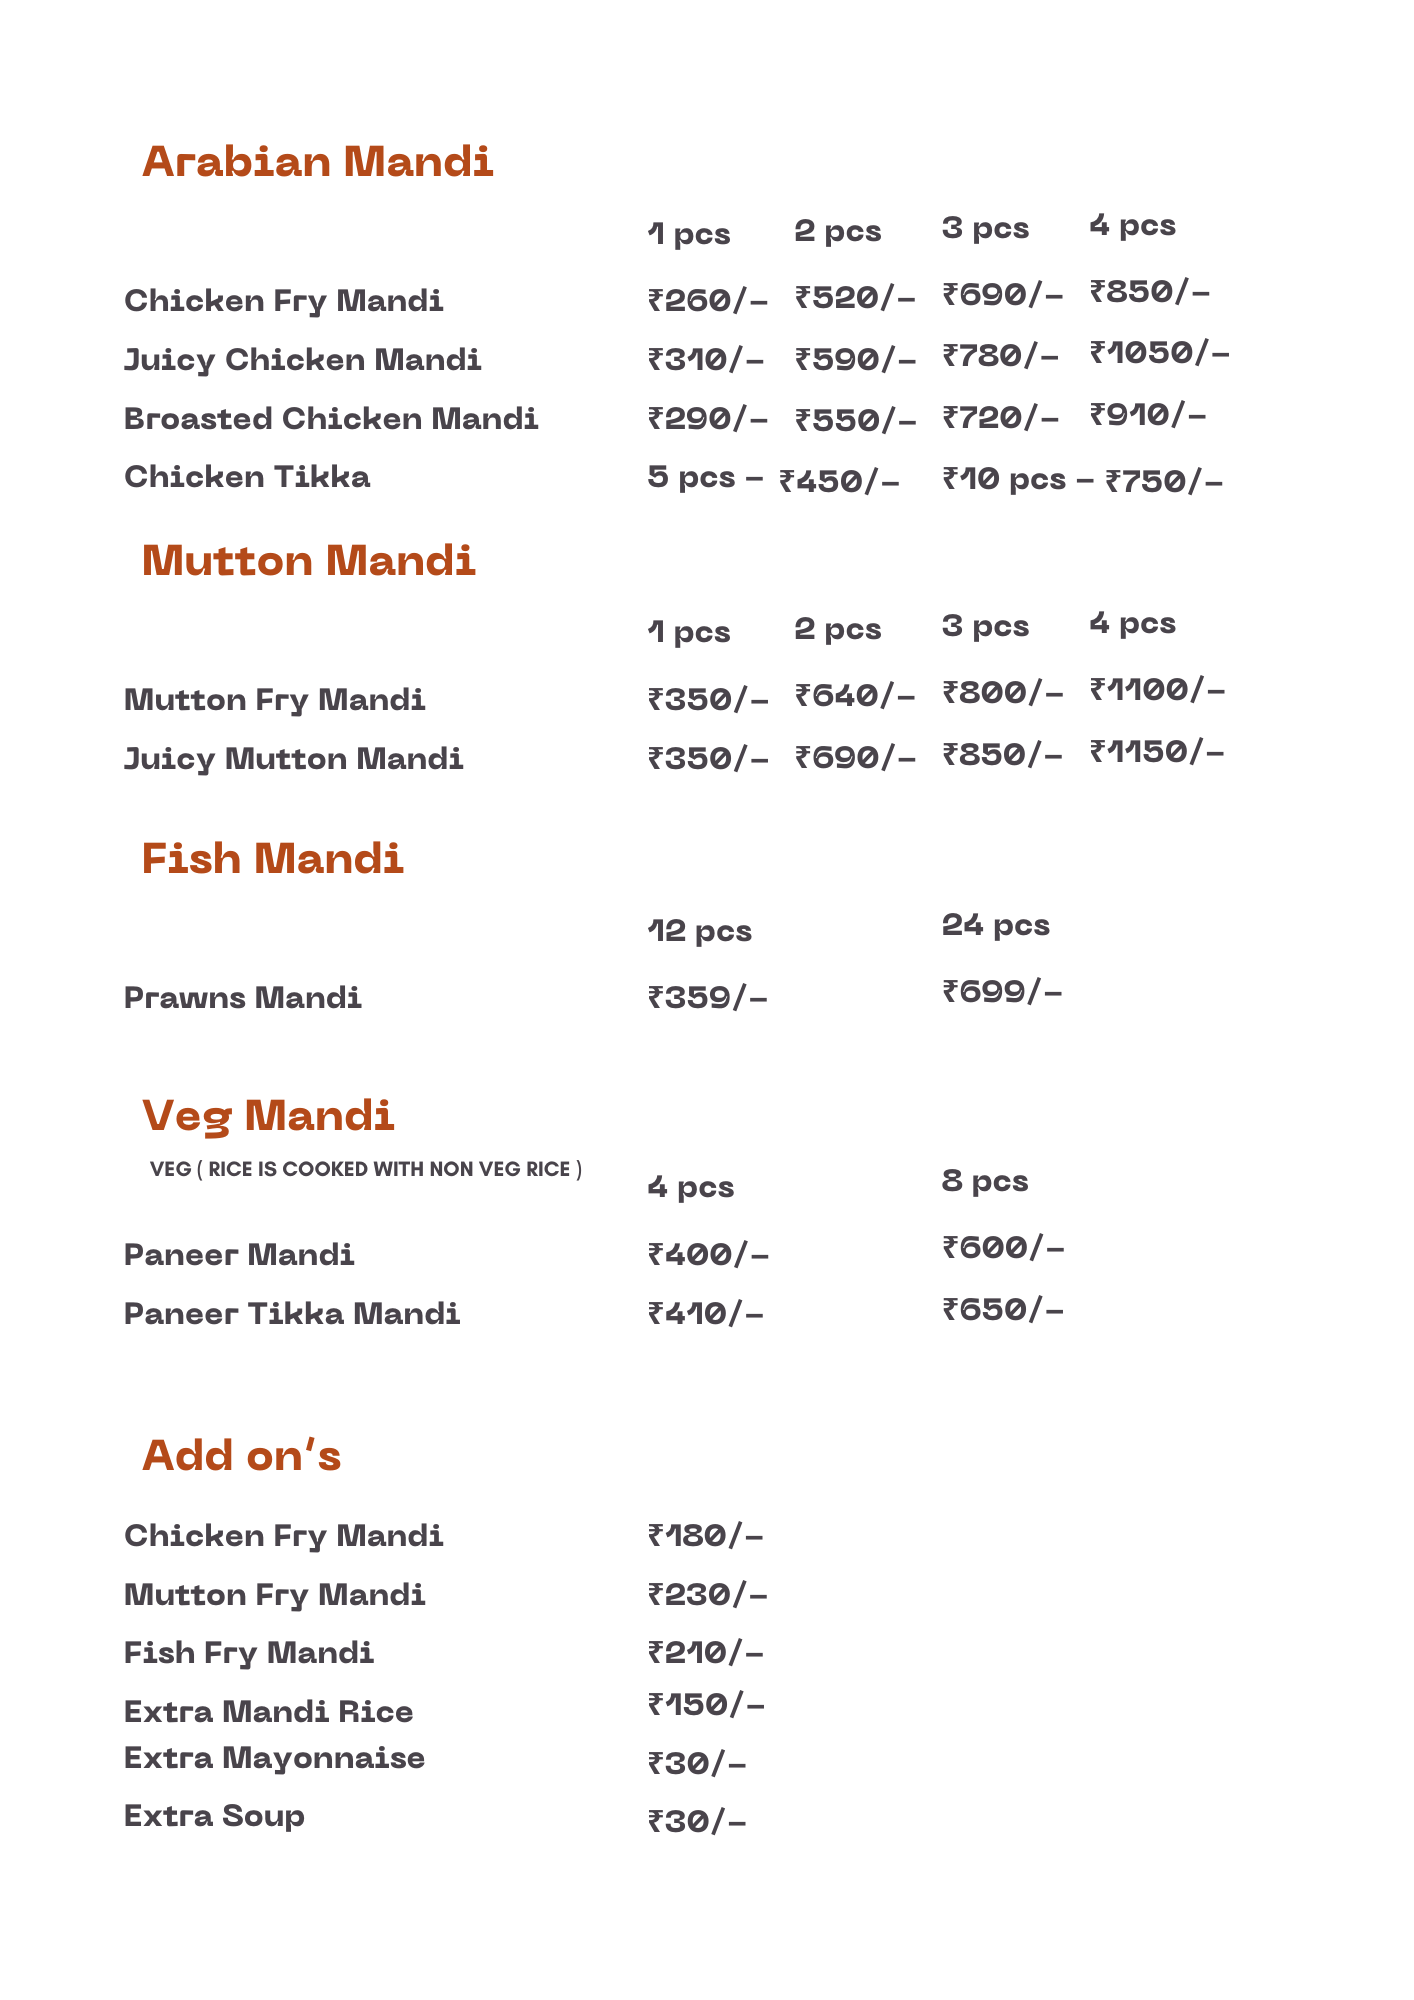 Arabian Mandi
1 pcs 2 pcs 3 pcs 4 pcs
Chicken Fry Mandi ₹260/- ₹520/- ₹690/- ₹850/-
Juicy Chicken Mandi ₹310/- ₹590/- ₹780/- ₹1050/-
Broasted Chicken Mandi ₹290/- ₹550/- ₹720/- ₹910/-
Chicken Tikka 5 pcs - ₹450/- ₹10 pcs - ₹750/-
Mutton Mandi
1 pcs 2 pcs 3 pcs 4 pcs
Mutton Fry Mandi ₹350/- ₹640/- ₹800/- ₹1100/-
Juicy Mutton Mandi ₹350/- ₹690/- ₹850/- ₹1150/-
Fish Mandi
12 pcs 24 pcs
Prawns Mandi ₹359/- ₹699/-
Veg Mandi
VEG ( RICE IS COOKED WITH NON VEG RICE )
4 pcs 8 pcs
Paneer Mandi ₹400/- ₹600/-
Paneer Tikka Mandi ₹410/- ₹650/-
Add on's
Chicken Fry Mandi ₹180/-
Mutton Fry Mandi ₹230/-
Fish Fry Mandi ₹210/-
Extra Mandi Rice ₹150/-
Extra Mayonnaise ₹30/-
Extra Soup ₹30/-